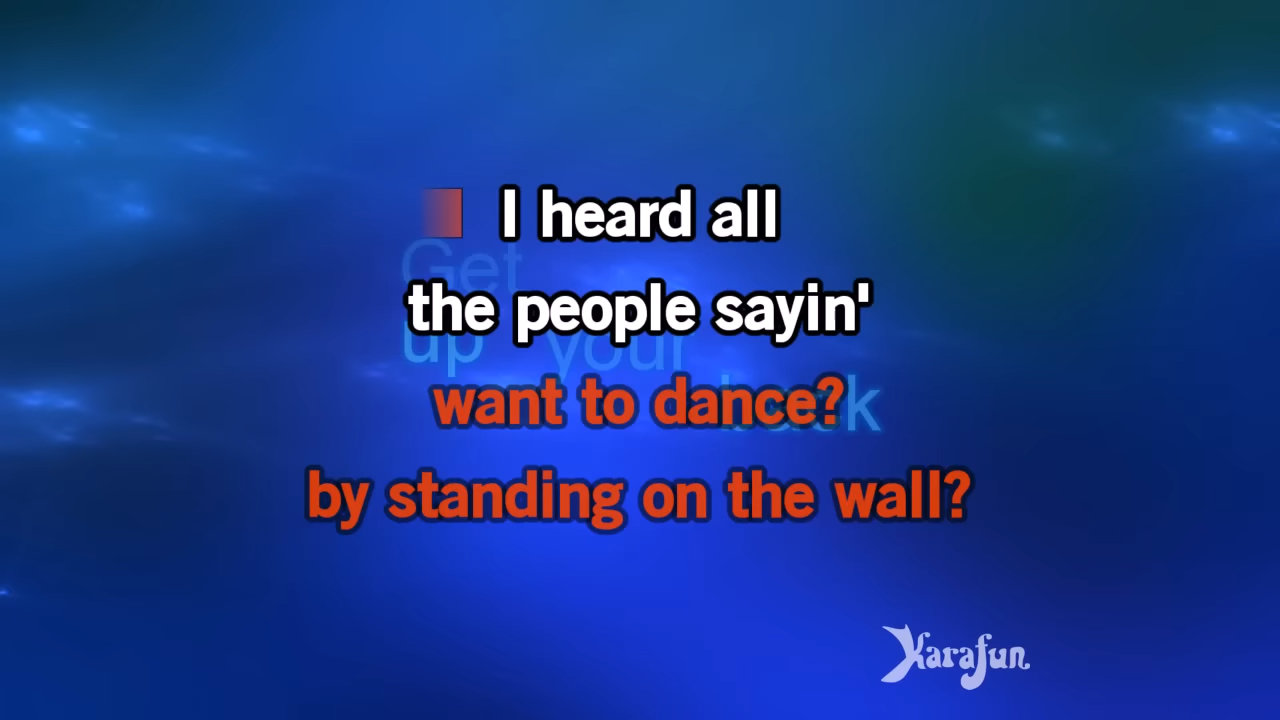 I heard all
Get
the people sayin'
up your
want to dance?
back
by standing on the wall?
Karafun